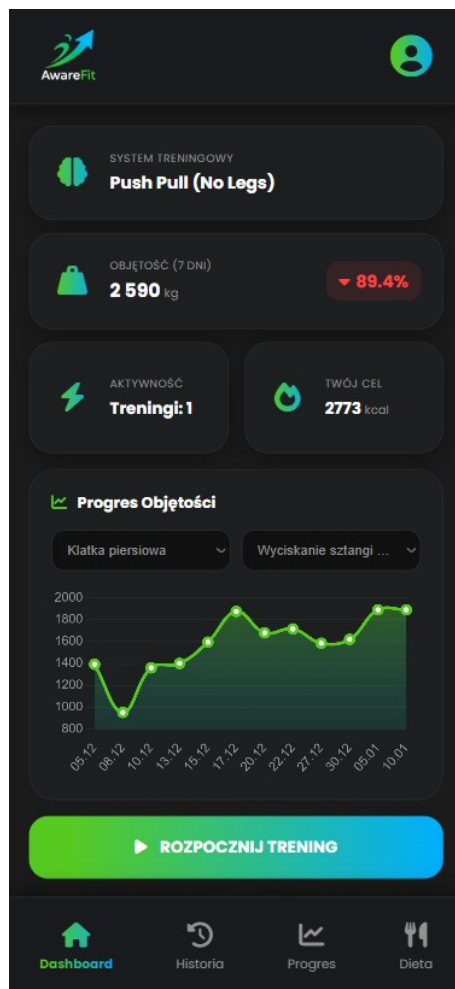 AwareFit
SYSTEM TRENINGOWY
Push Pull (No Legs)
OBJĘTOŚĆ (7 DNI)
2 590 kg
89.4%
AKTYWNOŚĆ
Treningi: 1
TWÓJ CEL
2773 kcal
Progres Objętości
Klatka piersiowa
Wyciskanie sztangi ...
2000
1800
1600
1400
1200
1000
800
05.12 08.12 10.12 13.12 15.12 17.12 20.12 22.12 27.12 30.12 05.01 10.01
ROZPOCZNIJ TRENING
Dashboard Historia Progres Dieta